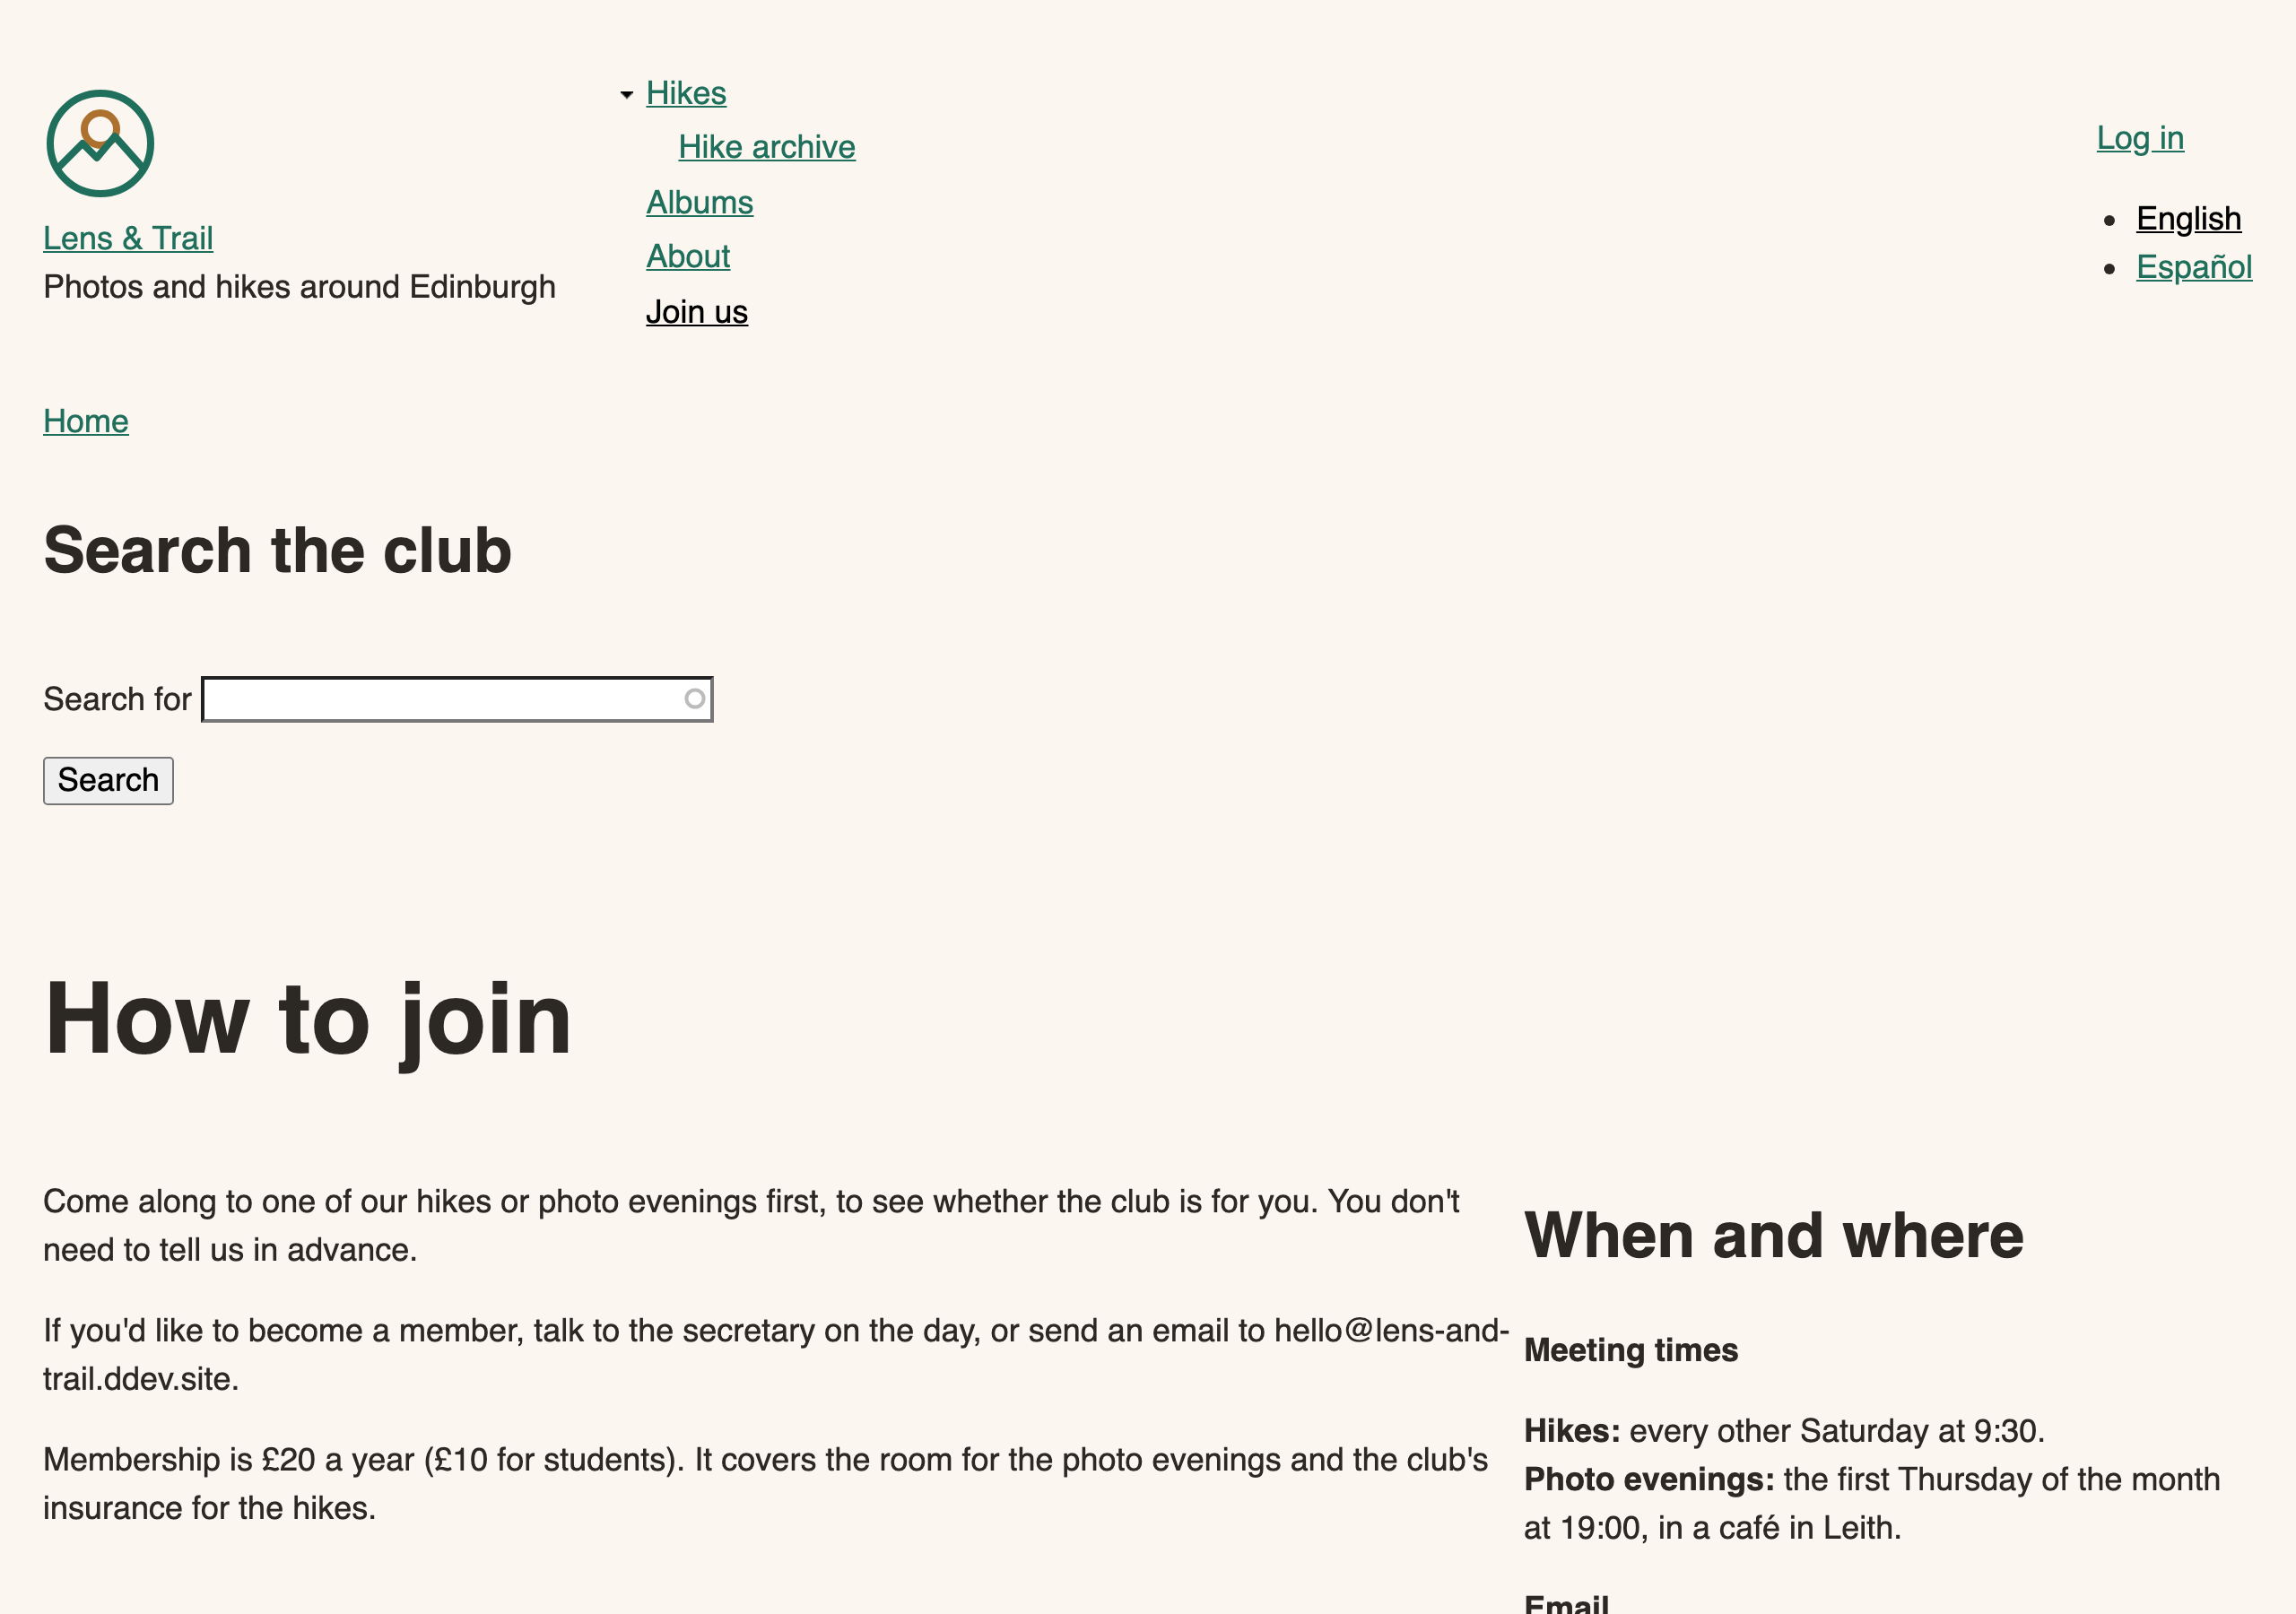 Lens & Trail
Photos and hikes around Edinburgh
Hikes
Hike archive
Albums
About
Join us
Log in
English
Español
Home
Search the club
Search for
Search
How to join
Come along to one of our hikes or photo evenings first, to see whether the club is for you. You don't
need to tell us in advance.
If you'd like to become a member, talk to the secretary on the day, or send an email to hello@lens-and-
trail.ddev.site.
Membership is £20 a year (£10 for students). It covers the room for the photo evenings and the club's
insurance for the hikes.
When and where
Meeting times
Hikes: every other Saturday at 9:30.
Photo evenings: the first Thursday of the month
at 19:00, in a café in Leith.
Email